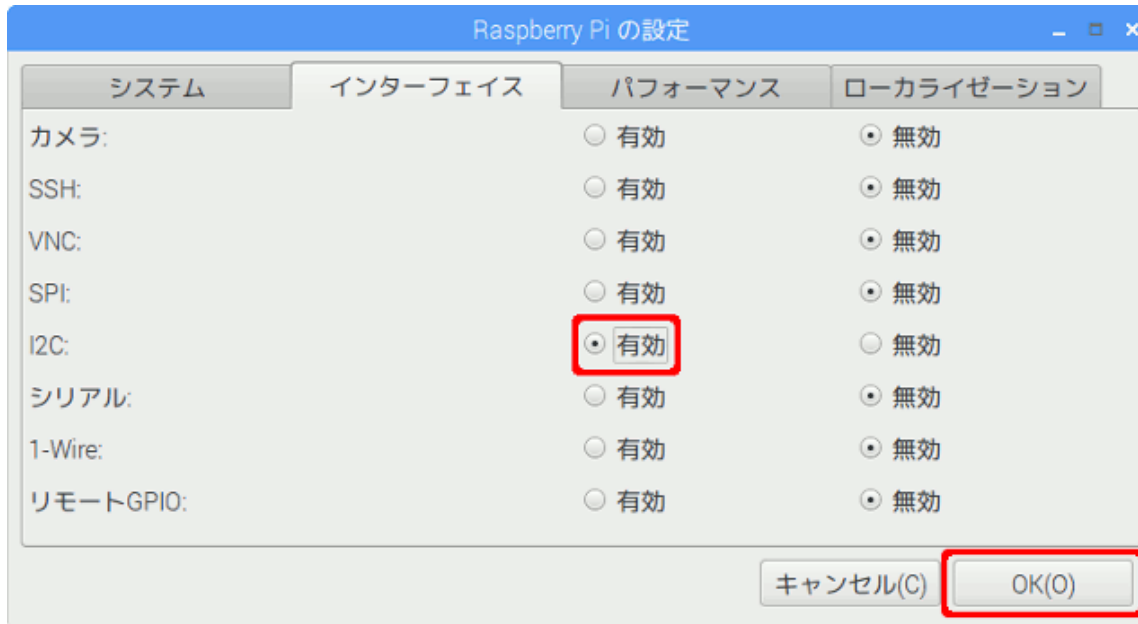 Raspberry Pi の設定
システム インターフェイス パフォーマンス ローカライゼーション
カメラ: 有効 無効
SSH: 有効 無効
VNC: 有効 無効
SPI: 有効 無効
I2C: 有効 無効
シリアル: 有効 無効
1-Wire: 有効 無効
リモートGPIO: 有効 無効
キャンセル(C) OK(O)